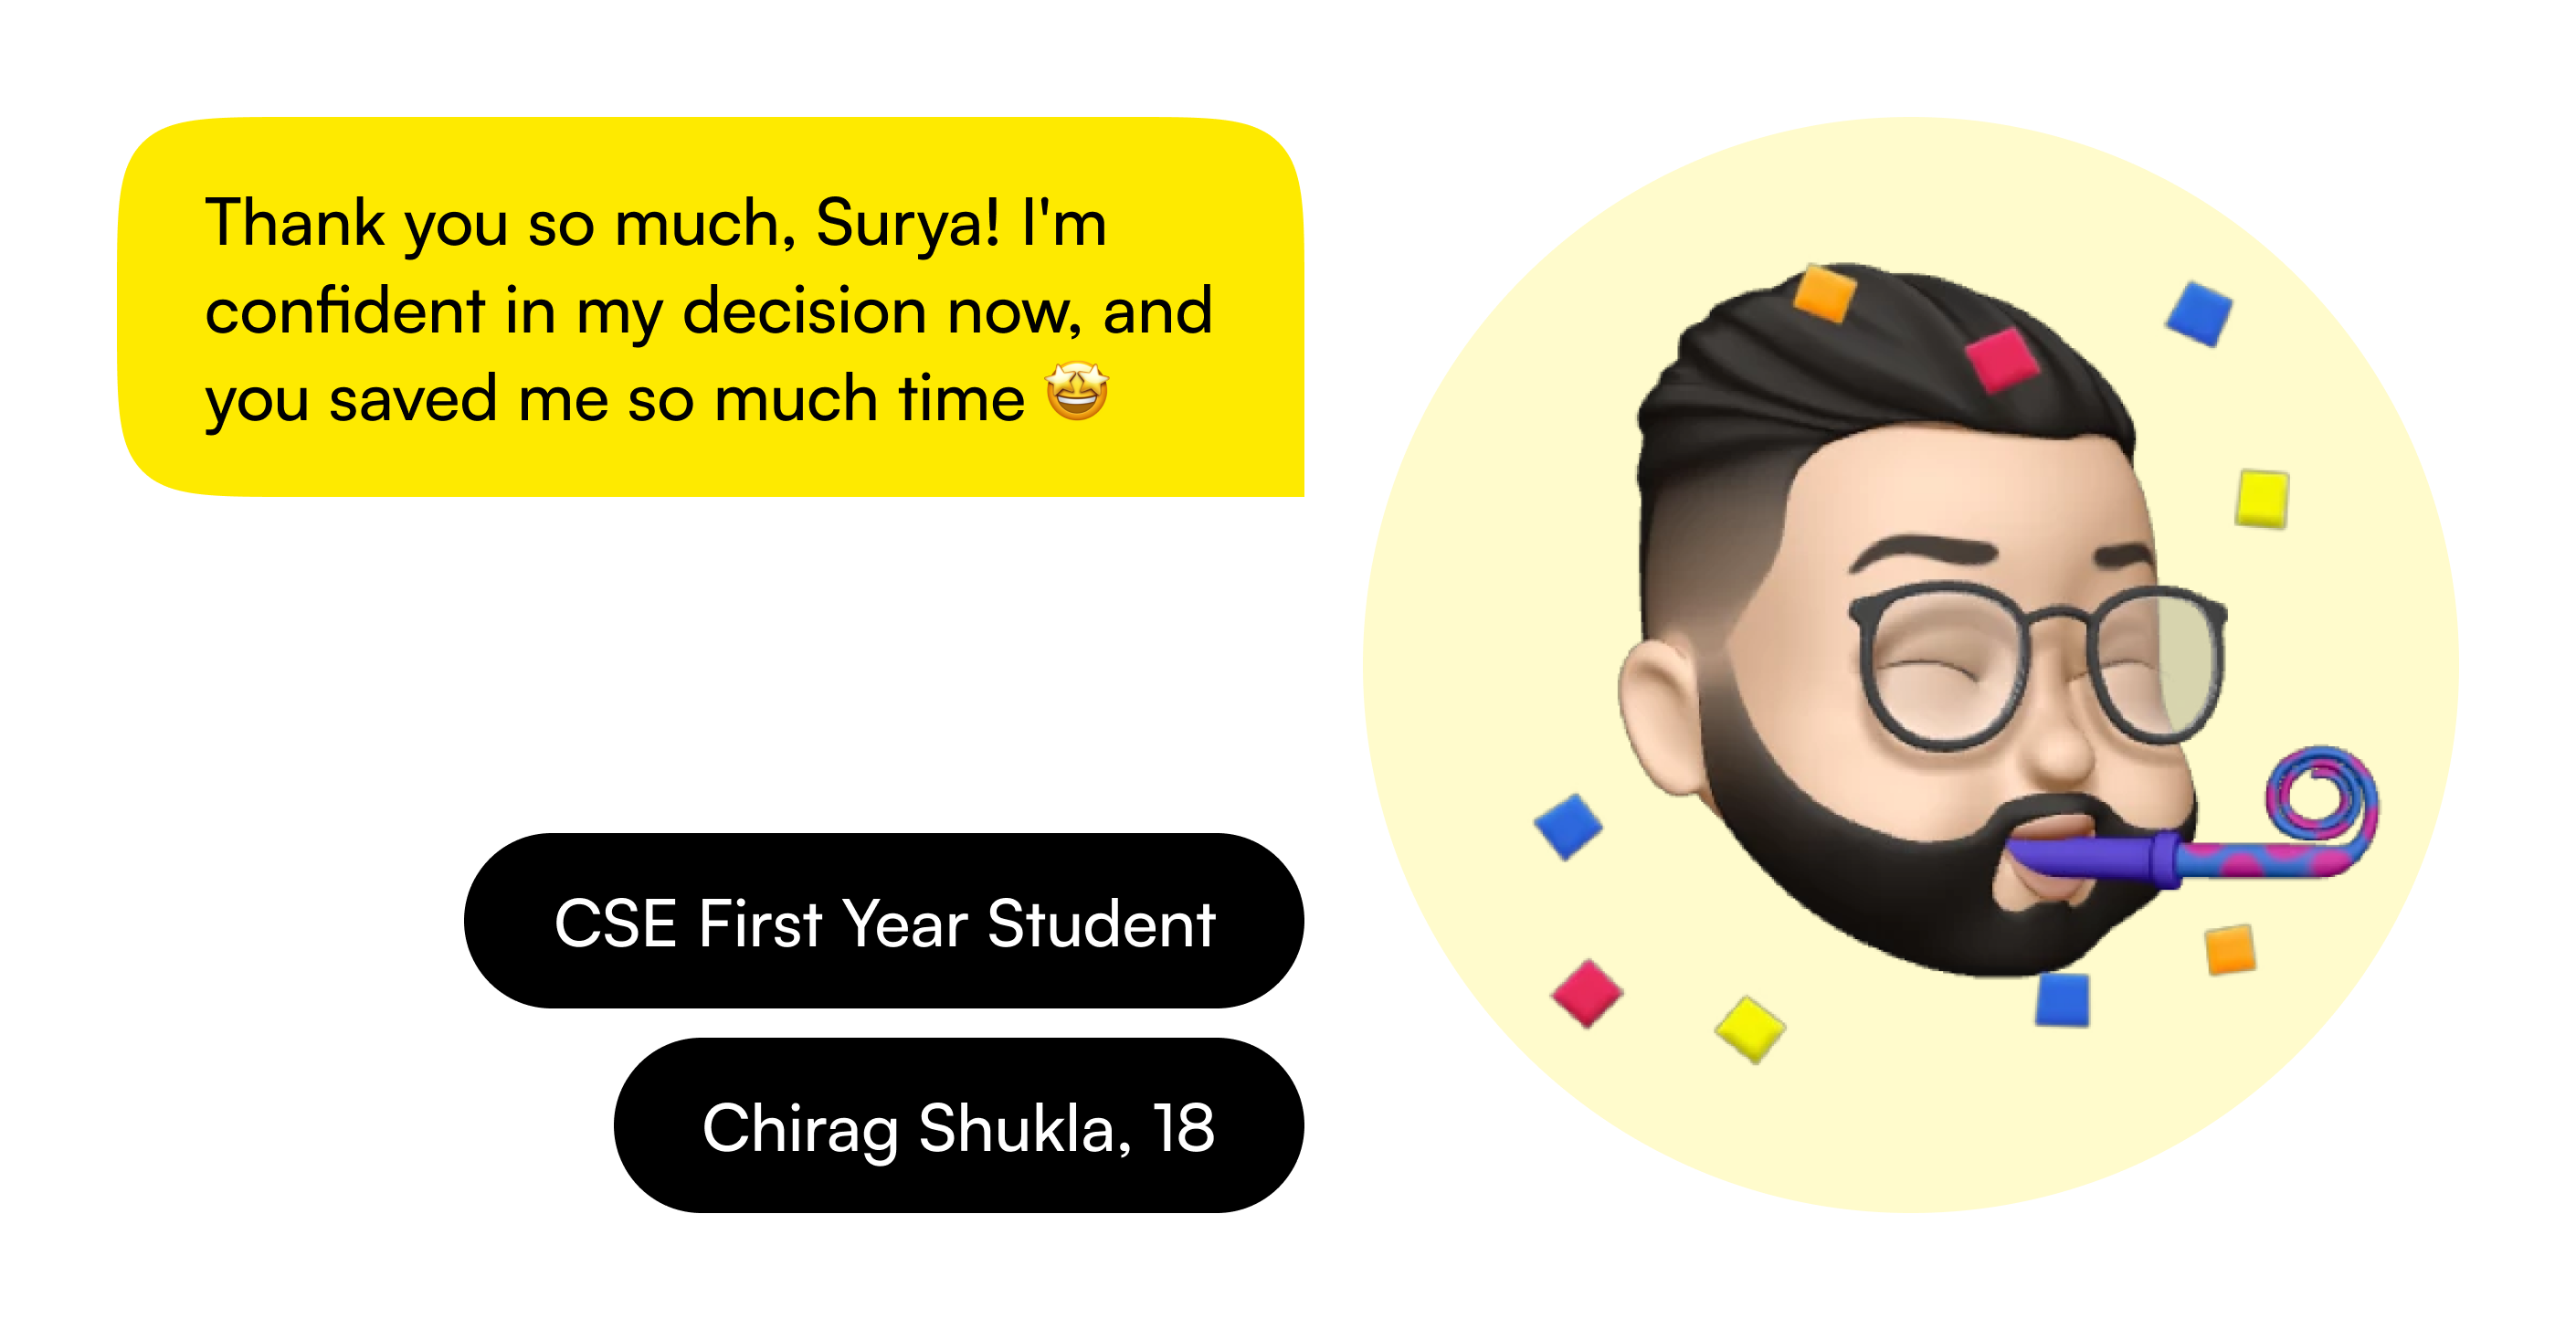 Thank you so much, Surya! I'm
confident in my decision now, and
you saved me so much time 🤩
CSE First Year Student
Chirag Shukla, 18